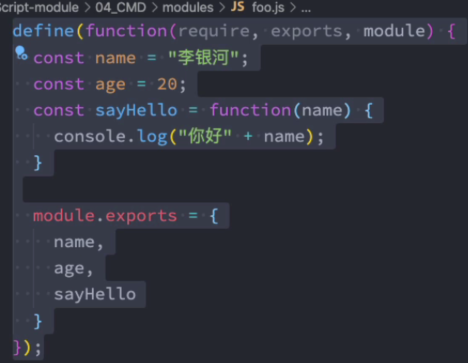 Script-module > 04_CMD > modules > JS foo.js > ...
define(function(require, exports, module) {
  const name = "李银河";
  const age = 20;
  const sayHello = function(name) {
    console.log("你好" + name);
  }

  module.exports = {
    name,
    age,
    sayHello
  }
});